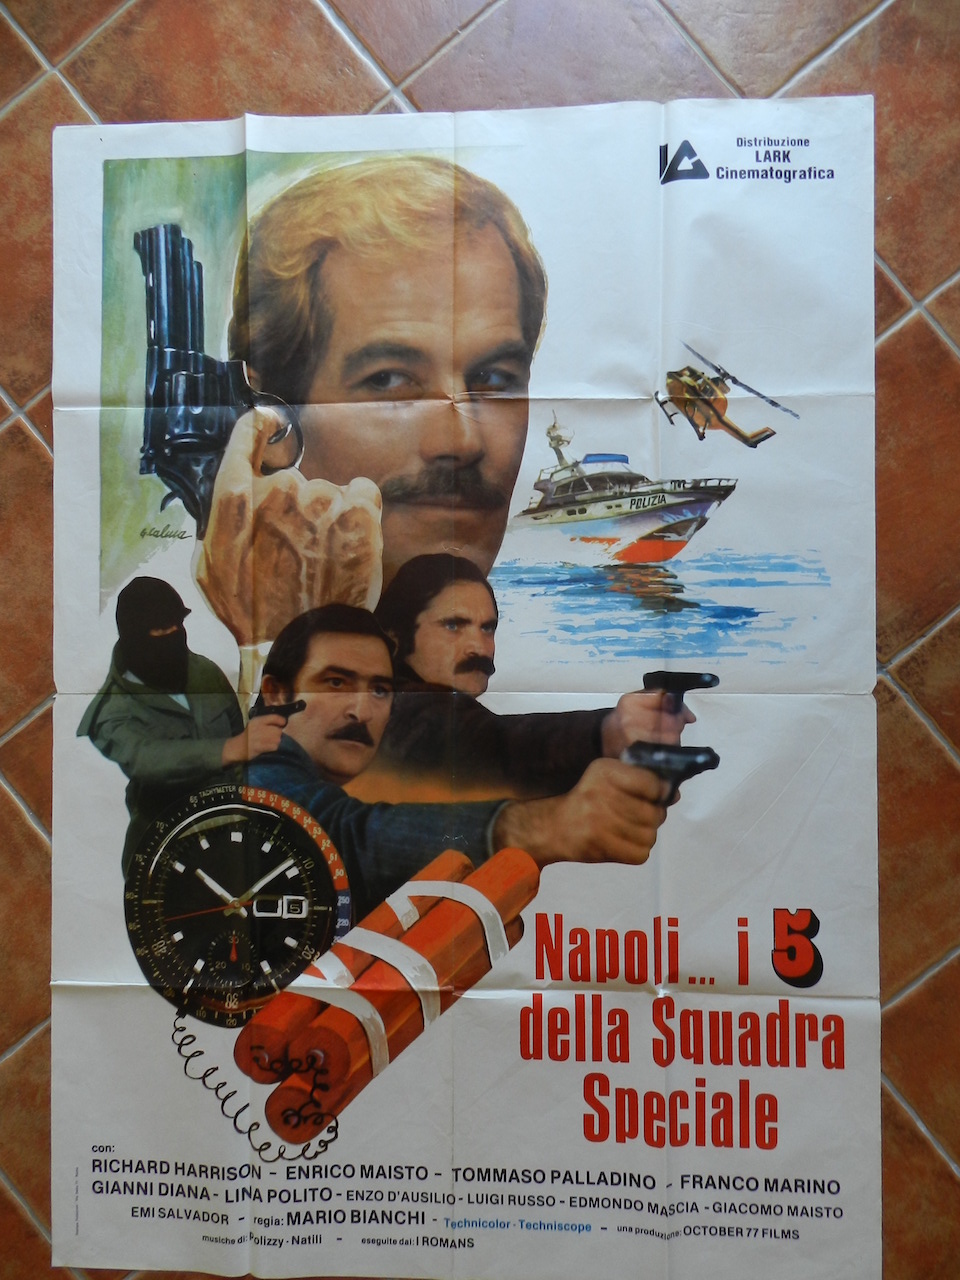 Distribuzione
LARK
Cinematografica
POLIZIA
TACHYMETER
Napoli... i 5
della Squadra
Speciale
con:
RICHARD HARRISON - ENRICO MAISTO - TOMMASO PALLADINO - FRANCO MARINO
GIANNI DIANA - LINA POLITO - ENZO D'AUSILIO - LUIGI RUSSO - EDMONDO MASCIA - GIACOMO MAISTO
EMI SALVADOR - regia: MARIO BIANCHI - Technicolor - Techniscope - una produzione: OCTOBER 77 FILMS
musiche di: Polizzy - Natili - eseguite dai: I ROMANS